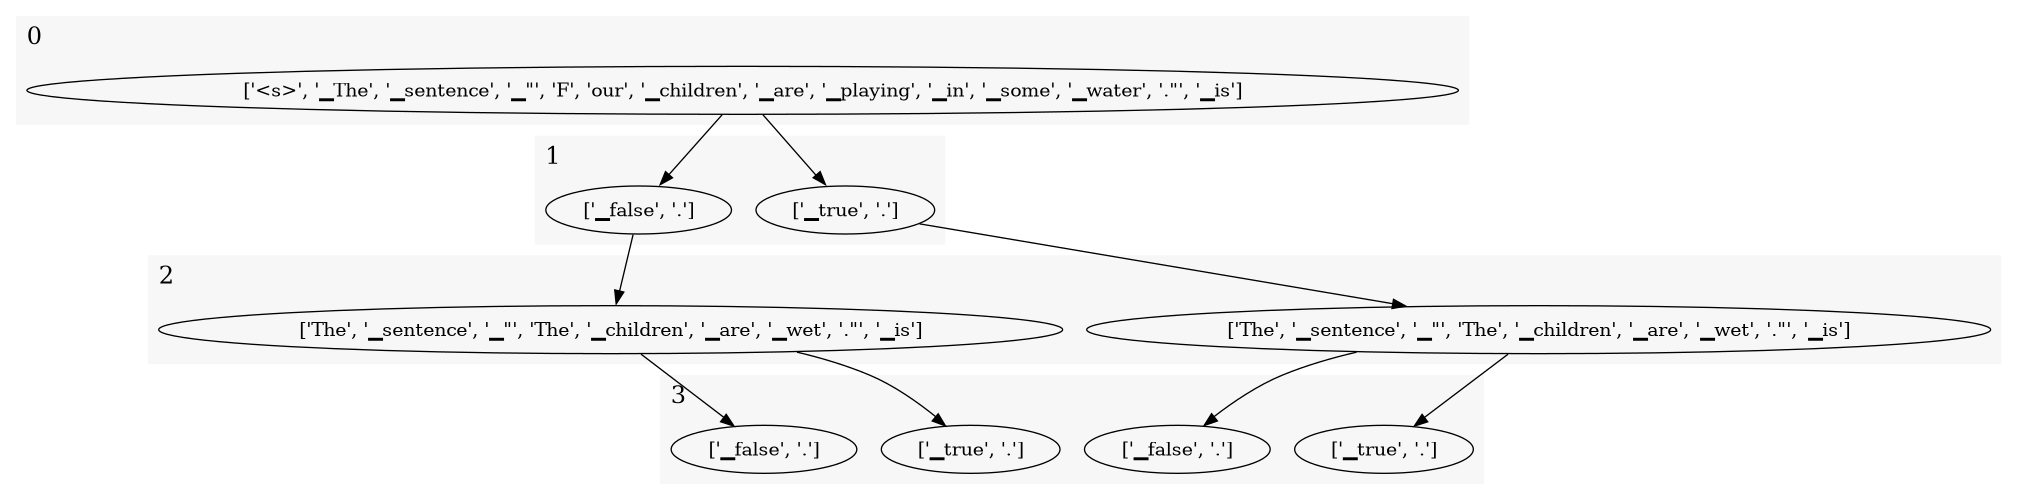 0
['<s>', '▁The', '▁sentence', '▁"', 'F', 'our', '▁children', '▁are', '▁playing', '▁in', '▁some', '▁water', '."', '▁is']
1
['▁false', '.'] ['▁true', '.']
2
['The', '▁sentence', '▁"', 'The', '▁children', '▁are', '▁wet', '."', '▁is'] ['The', '▁sentence', '▁"', 'The', '▁children', '▁are', '▁wet', '."', '▁is']
3
['▁false', '.'] ['▁true', '.'] ['▁false', '.'] ['▁true', '.']